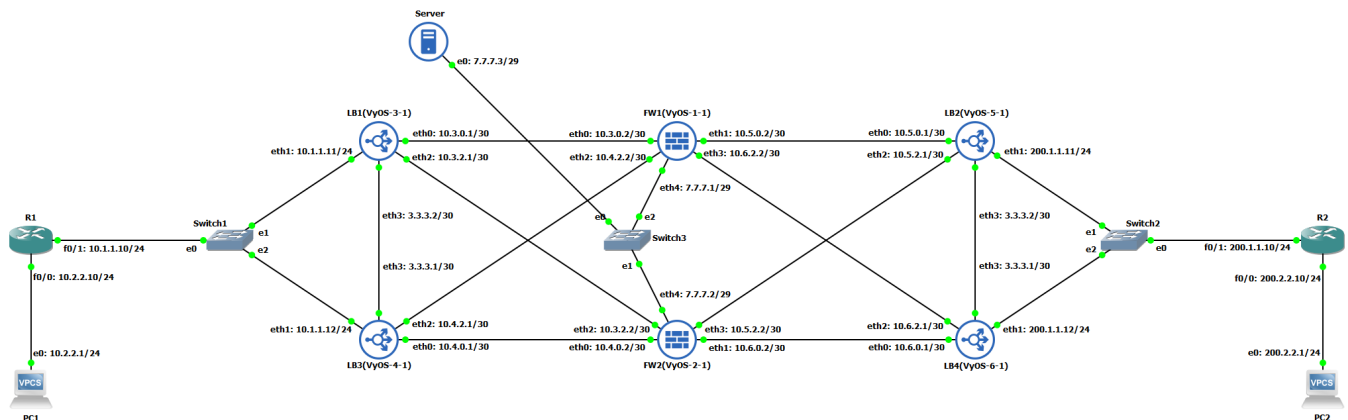 Server
e0: 7.7.7.3/29
LB1(VyOS-3-1)
FW1(VyOS-1-1)
LB2(VyOS-5-1)
eth0: 10.3.0.1/30
eth0: 10.3.0.2/30
eth1: 10.5.0.2/30
eth0: 10.5.0.1/30
eth1: 10.1.1.11/24
eth2: 10.3.2.1/30
eth2: 10.4.2.2/30
eth3: 10.6.2.2/30
eth2: 10.5.2.1/30
eth1: 200.1.1.11/24
eth4: 7.7.7.1/29
R1
Switch1
eth3: 3.3.3.2/30
e0
e2
Switch3
eth3: 3.3.3.2/30
Switch2
R2
f0/1: 10.1.1.10/24
e0
e1
e2
e1
e2
e0
f0/1: 200.1.1.10/24
f0/0: 10.2.2.10/24
eth3: 3.3.3.1/30
e1
eth3: 3.3.3.1/30
f0/0: 200.2.2.10/24
eth4: 7.7.7.2/29
eth1: 10.1.1.12/24
eth2: 10.4.2.1/30
eth0: 10.4.0.1/30
eth2: 10.3.2.2/30
eth0: 10.4.0.2/30
eth3: 10.5.2.2/30
eth1: 10.6.0.2/30
eth2: 10.6.2.1/30
eth0: 10.6.0.1/30
eth1: 200.1.1.12/24
e0: 10.2.2.1/24
LB3(VyOS-4-1)
FW2(VyOS-2-1)
LB4(VyOS-6-1)
e0: 200.2.2.1/24
VPCS
VPCS
PC1
PC2